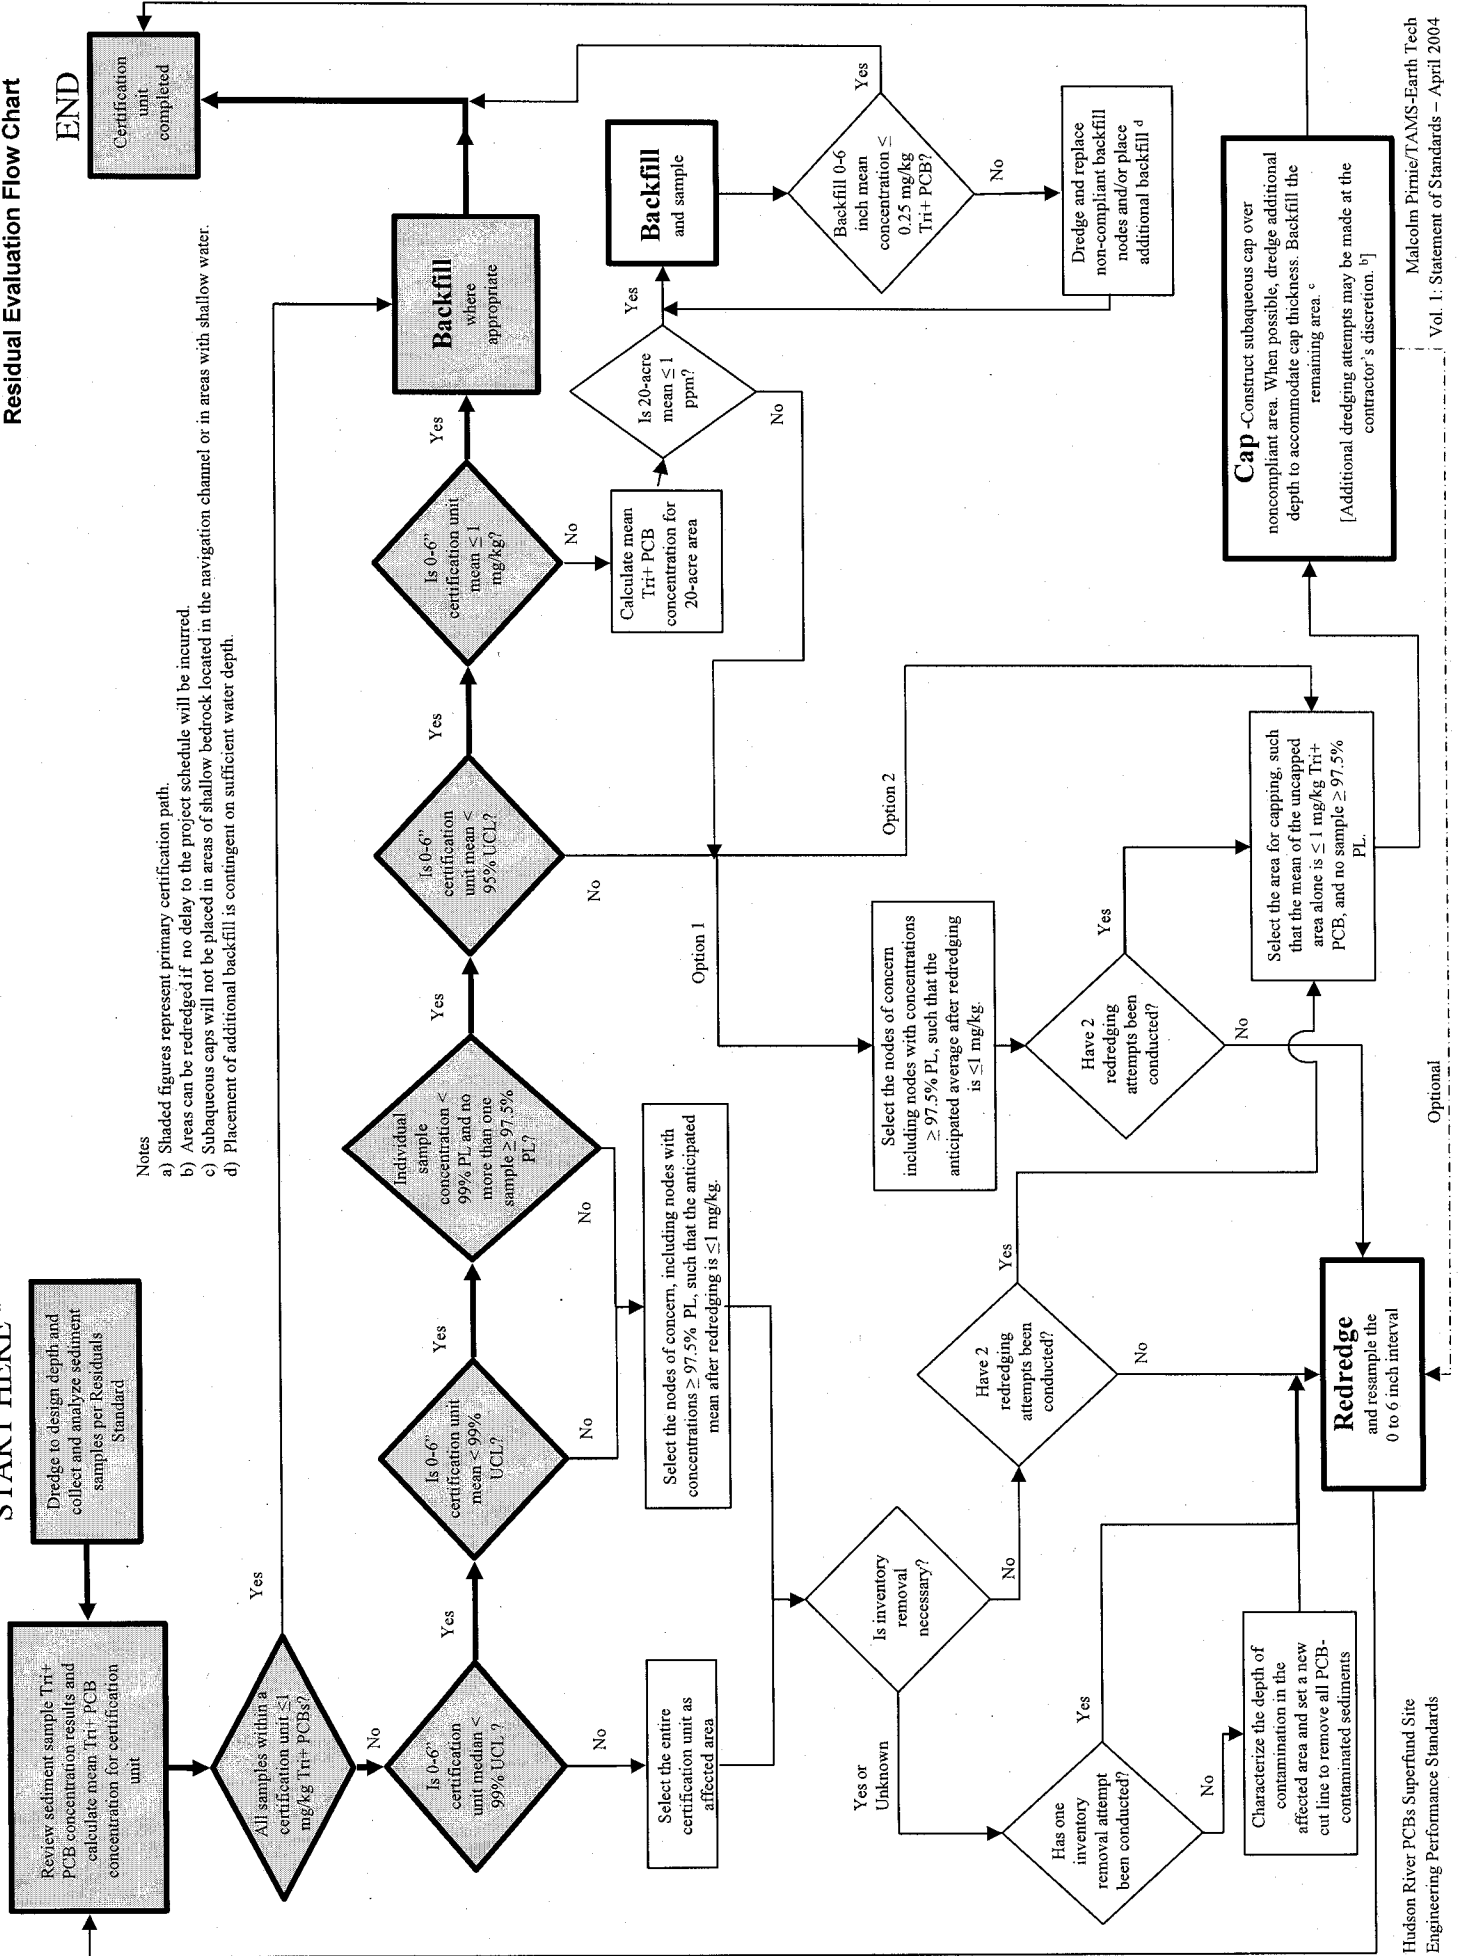 Residual Evaluation Flow Chart
START HERE
Dredge to design depth and
collect and analyze sediment
samples per Residuals
Standard
Review sediment sample Tri+
PCB concentration results and
calculate mean Tri+ PCB
concentration for certification
unit
END
Certification
unit
completed
Notes
a) Shaded figures represent primary certification path.
b) Areas can be redredged if no delay to the project schedule will be incurred.
c) Subaqueous caps will not be placed in areas of shallow bedrock located in the navigation channel or in areas with shallow water.
d) Placement of additional backfill is contingent on sufficient water depth.
All samples within a
certification unit ≤1
mg/kg Tri+ PCBs?
Yes
No
Is 0-6”
certification
unit median <
99% UCL ?
Yes
No
Is 0-6”
certification unit
mean < 99%
UCL?
Yes
No
Individual
sample
concentration <
99% PL and no
more than one
sample ≥ 97.5%
PL?
Yes
No
Is 0-6”
certification
unit mean <
95% UCL?
Yes
No
Is 0-6”
certification unit
mean ≤ 1
mg/kg?
Yes
No
Backfill
where
appropriate
Calculate mean
Tri+ PCB
concentration for
20-acre area
Is 20-acre
mean ≤ 1
ppm?
Yes
No
Backfill
and sample
Backfill 0-6
inch mean
concentration ≤
0.25 mg/kg
Tri+ PCB?
Yes
No
Dredge and replace
non-compliant backfill
nodes and/or place
additional backfill d
Select the entire
certification unit as
affected area
Select the nodes of concern, including nodes with
concentrations ≥ 97.5% PL, such that the anticipated
mean after redredging is ≤1 mg/kg.
Option 1
Option 2
Select the nodes of concern
including nodes with concentrations
≥ 97.5% PL, such that the
anticipated average after redredging
is ≤1 mg/kg.
Is inventory
removal
necessary?
Yes or
Unknown
No
Has one
inventory
removal attempt
been conducted?
Yes
No
Characterize the depth of
contamination in the
affected area and set a new
cut line to remove all PCB-
contaminated sediments
Have 2
redredging
attempts been
conducted?
Yes
No
Have 2
redredging
attempts been
conducted?
Yes
No
Select the area for capping, such
that the mean of the uncapped
area alone is ≤ 1 mg/kg Tri+
PCB, and no sample ≥ 97.5%
PL.
Redredge
and resample the
0 to 6 inch interval
Cap -Construct subaqueous cap over
noncompliant area. When possible, dredge additional
depth to accommodate cap thickness. Backfill the
remaining area. c
[Additional dredging attempts may be made at the
contractor’s discretion. b]
Optional
Hudson River PCBs Superfund Site
Engineering Performance Standards
Malcolm Pirnie/TAMS-Earth Tech
Vol. 1: Statement of Standards – April 2004